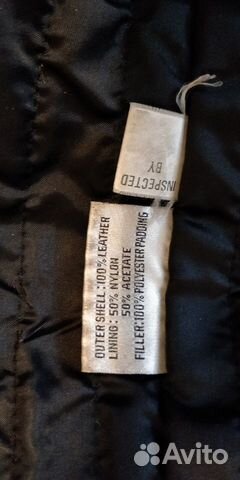 INSPECTED
BY
OUTER SHELL:100% LEATHER
LINING: 50% NYLON
50% ACETATE
FILLER:100% POLYESTER PADDING
Avito